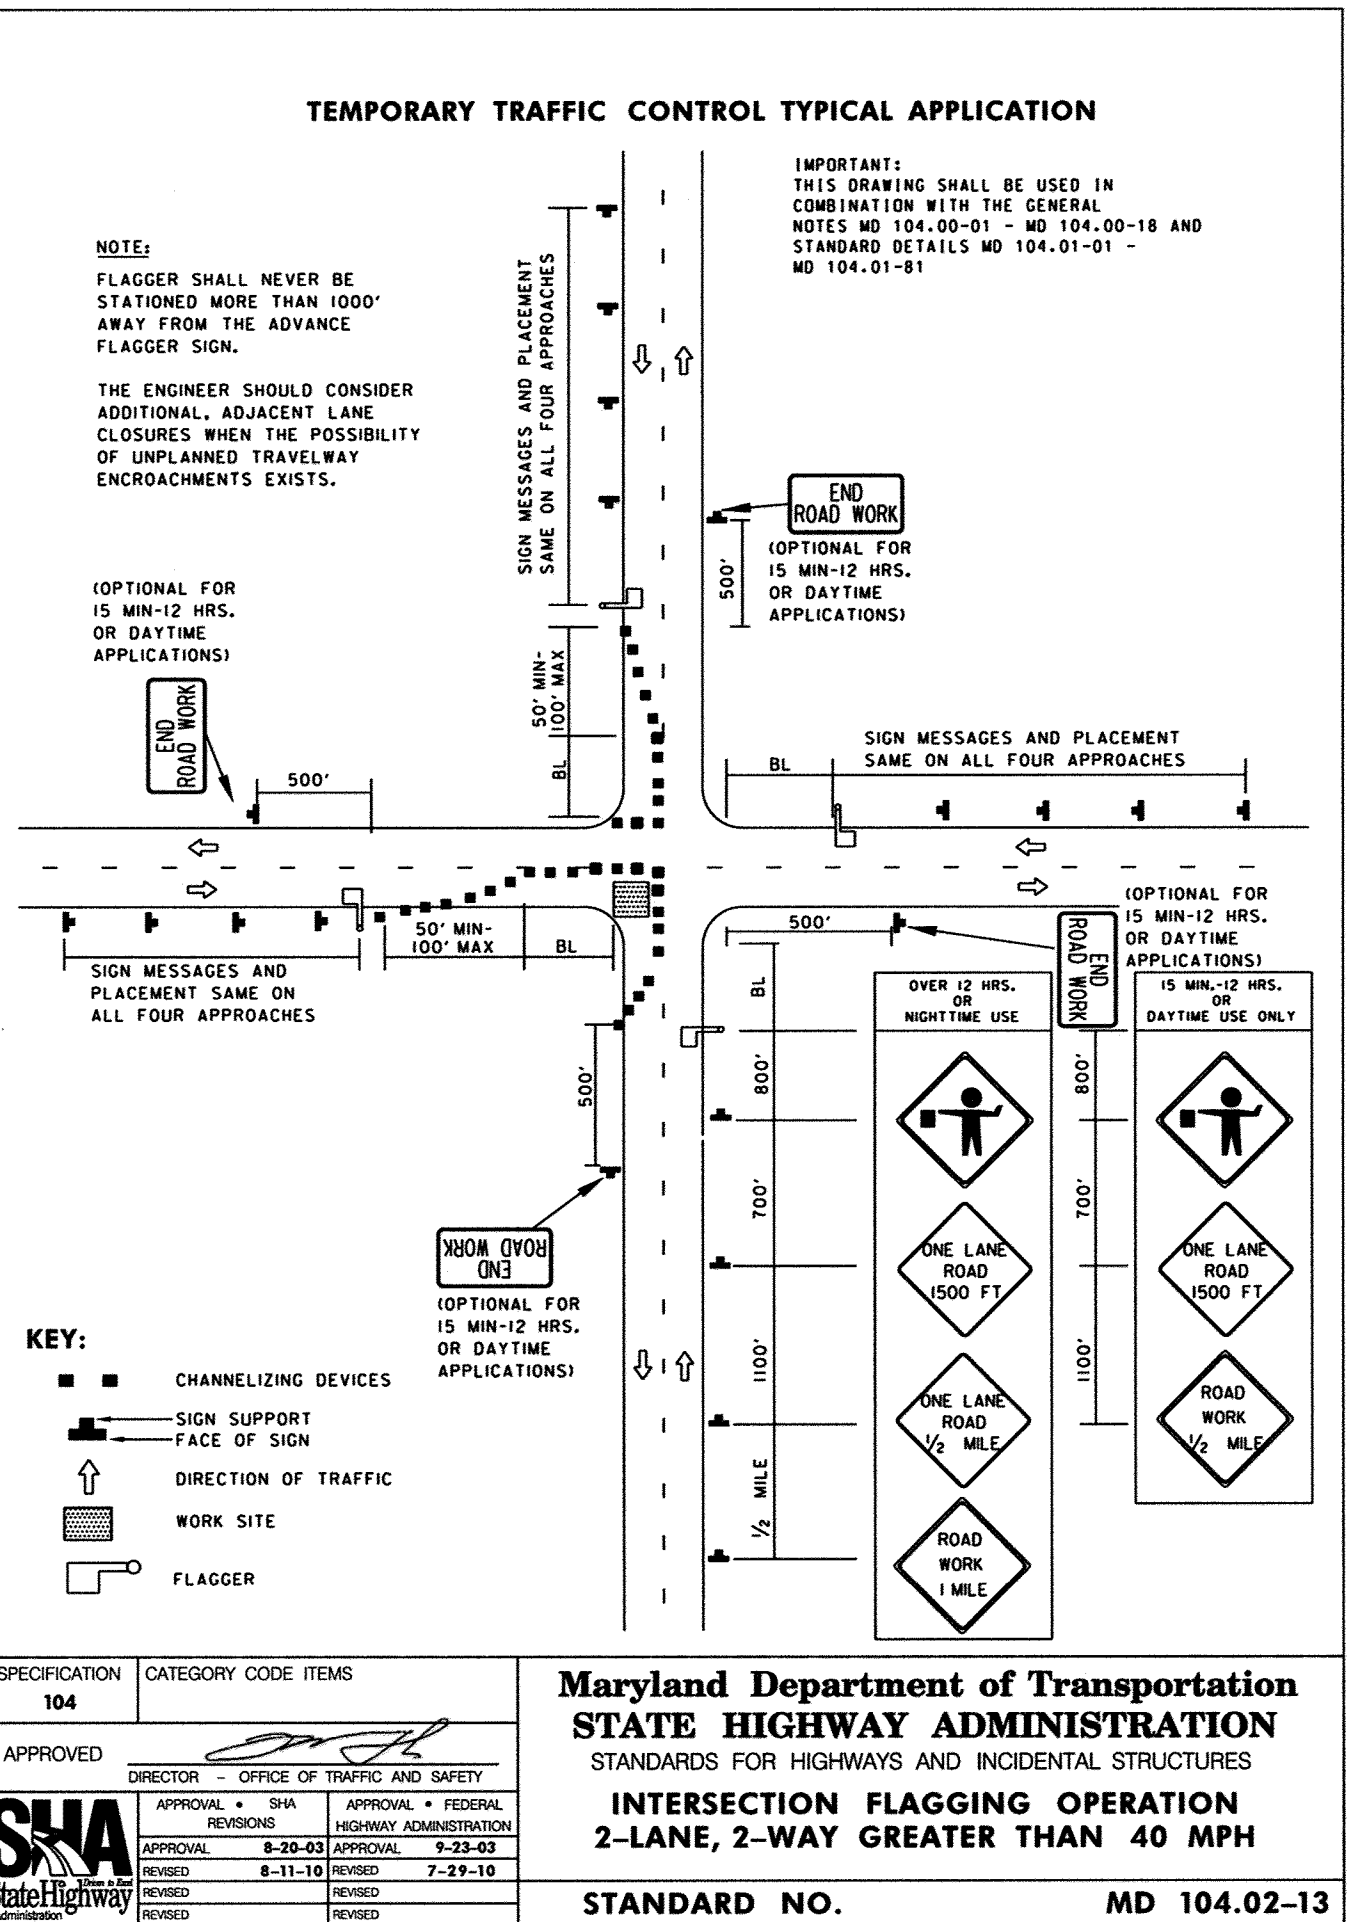 TEMPORARY TRAFFIC CONTROL TYPICAL APPLICATION
IMPORTANT:
THIS DRAWING SHALL BE USED IN
COMBINATION WITH THE GENERAL
NOTES MD 104.00-01 - MD 104.00-18 AND
STANDARD DETAILS MD 104.01-01 -
MD 104.01-81
NOTE:
FLAGGER SHALL NEVER BE
STATIONED MORE THAN 1000'
AWAY FROM THE ADVANCE
FLAGGER SIGN.
THE ENGINEER SHOULD CONSIDER
ADDITIONAL, ADJACENT LANE
CLOSURES WHEN THE POSSIBILITY
OF UNPLANNED TRAVELWAY
ENCROACHMENTS EXISTS.
SIGN MESSAGES AND PLACEMENT
SAME ON ALL FOUR APPROACHES
END
ROAD WORK
(OPTIONAL FOR
15 MIN-12 HRS.
OR DAYTIME
APPLICATIONS)
500'
(OPTIONAL FOR
15 MIN-12 HRS.
OR DAYTIME
APPLICATIONS)
END
ROAD WORK
500'
50' MIN-
100' MAX
BL
SIGN MESSAGES AND PLACEMENT
SAME ON ALL FOUR APPROACHES
BL
50' MIN-
100' MAX
BL
SIGN MESSAGES AND
PLACEMENT SAME ON
ALL FOUR APPROACHES
500'
(OPTIONAL FOR
15 MIN-12 HRS.
OR DAYTIME
APPLICATIONS)
END
ROAD WORK
BL
800'
700'
1100'
1/2 MILE
OVER 12 HRS.
OR
NIGHTTIME USE
ONE LANE
ROAD
1500 FT
ONE LANE
ROAD
1/2 MILE
ROAD
WORK
1 MILE
15 MIN.-12 HRS.
OR
DAYTIME USE ONLY
800'
700'
1100'
ONE LANE
ROAD
1500 FT
ROAD
WORK
1/2 MILE
500'
END
ROAD WORK
(OPTIONAL FOR
15 MIN-12 HRS.
OR DAYTIME
APPLICATIONS)
KEY:
CHANNELIZING DEVICES
SIGN SUPPORT
FACE OF SIGN
DIRECTION OF TRAFFIC
WORK SITE
FLAGGER
SPECIFICATION
104
CATEGORY CODE ITEMS
APPROVED
DIRECTOR - OFFICE OF TRAFFIC AND SAFETY
APPROVAL • SHA
REVISIONS
APPROVAL • FEDERAL
HIGHWAY ADMINISTRATION
APPROVAL 8-20-03 APPROVAL 9-23-03
REVISED 8-11-10 REVISED 7-29-10
REVISED REVISED
REVISED REVISED
SHA
Driven to Excel
StateHighway
Administration
Maryland Department of Transportation
STATE HIGHWAY ADMINISTRATION
STANDARDS FOR HIGHWAYS AND INCIDENTAL STRUCTURES
INTERSECTION FLAGGING OPERATION
2-LANE, 2-WAY GREATER THAN 40 MPH
STANDARD NO. MD 104.02-13